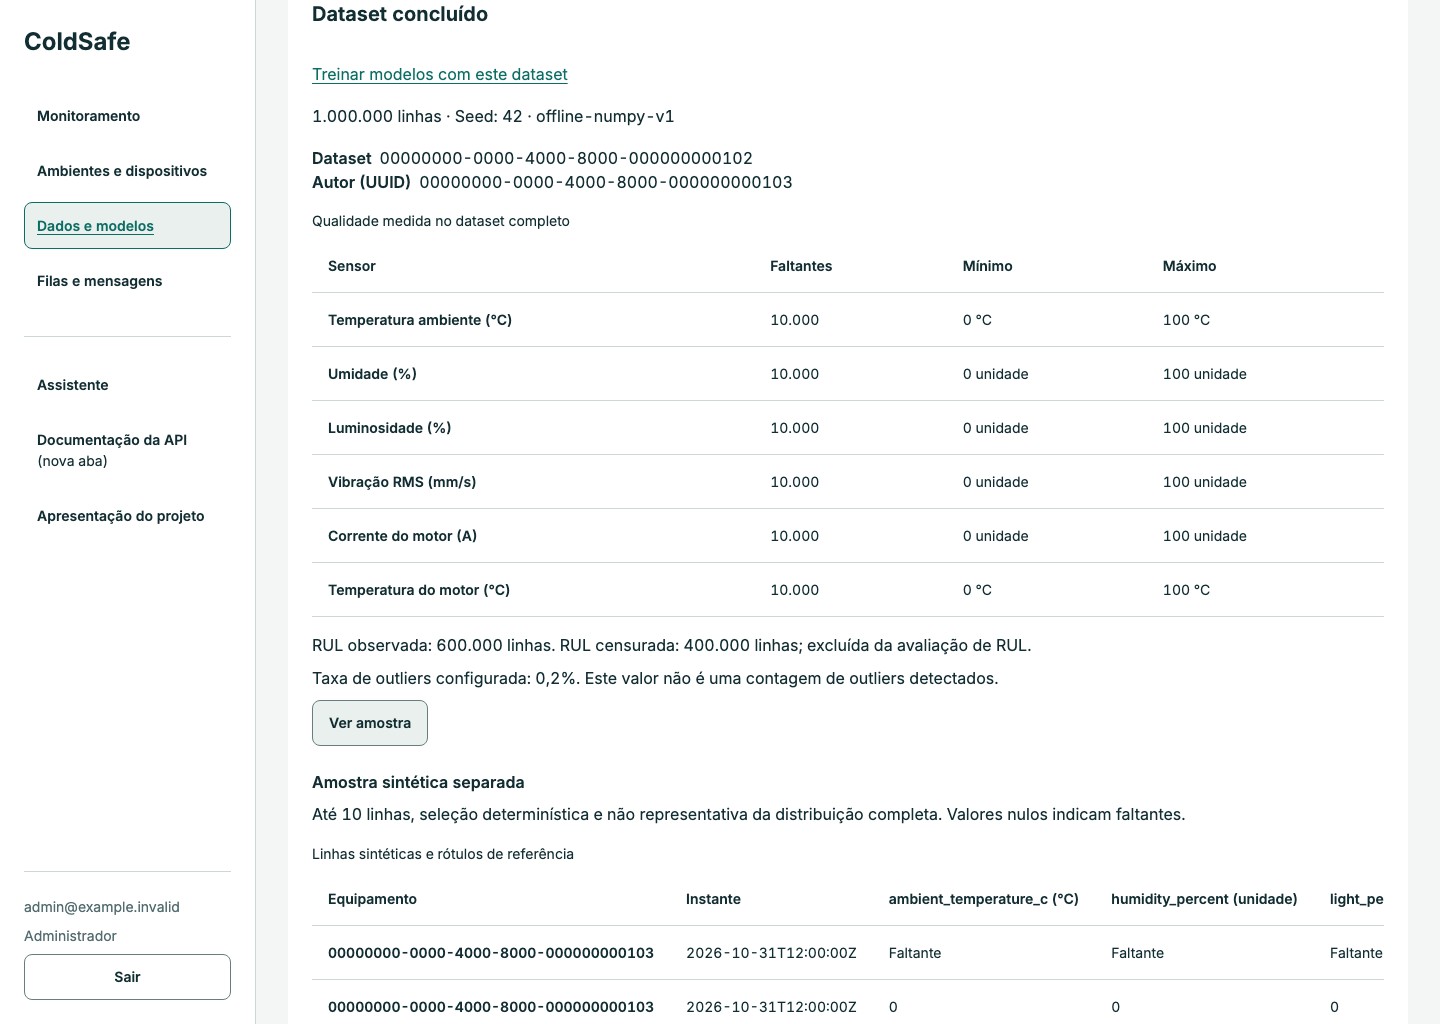 ColdSafe
Monitoramento
Ambientes e dispositivos
Dados e modelos
Filas e mensagens
Assistente
Documentação da API
(nova aba)
Apresentação do projeto
admin@example.invalid
Administrador
Sair
Dataset concluído
Treinar modelos com este dataset
1.000.000 linhas · Seed: 42 · offline-numpy-v1
Dataset 00000000-0000-4000-8000-000000000102
Autor (UUID) 00000000-0000-4000-8000-000000000103
Qualidade medida no dataset completo
Sensor Faltantes Mínimo Máximo
Temperatura ambiente (°C) 10.000 0 °C 100 °C
Umidade (%) 10.000 0 unidade 100 unidade
Luminosidade (%) 10.000 0 unidade 100 unidade
Vibração RMS (mm/s) 10.000 0 unidade 100 unidade
Corrente do motor (A) 10.000 0 unidade 100 unidade
Temperatura do motor (°C) 10.000 0 °C 100 °C
RUL observada: 600.000 linhas. RUL censurada: 400.000 linhas; excluída da avaliação de RUL.
Taxa de outliers configurada: 0,2%. Este valor não é uma contagem de outliers detectados.
Ver amostra
Amostra sintética separada
Até 10 linhas, seleção determinística e não representativa da distribuição completa. Valores nulos indicam faltantes.
Linhas sintéticas e rótulos de referência
Equipamento Instante ambient_temperature_c (°C) humidity_percent (unidade) light_pe
00000000-0000-4000-8000-000000000103 2026-10-31T12:00:00Z Faltante Faltante Faltante
00000000-0000-4000-8000-000000000103 2026-10-31T12:00:00Z 0 0 0